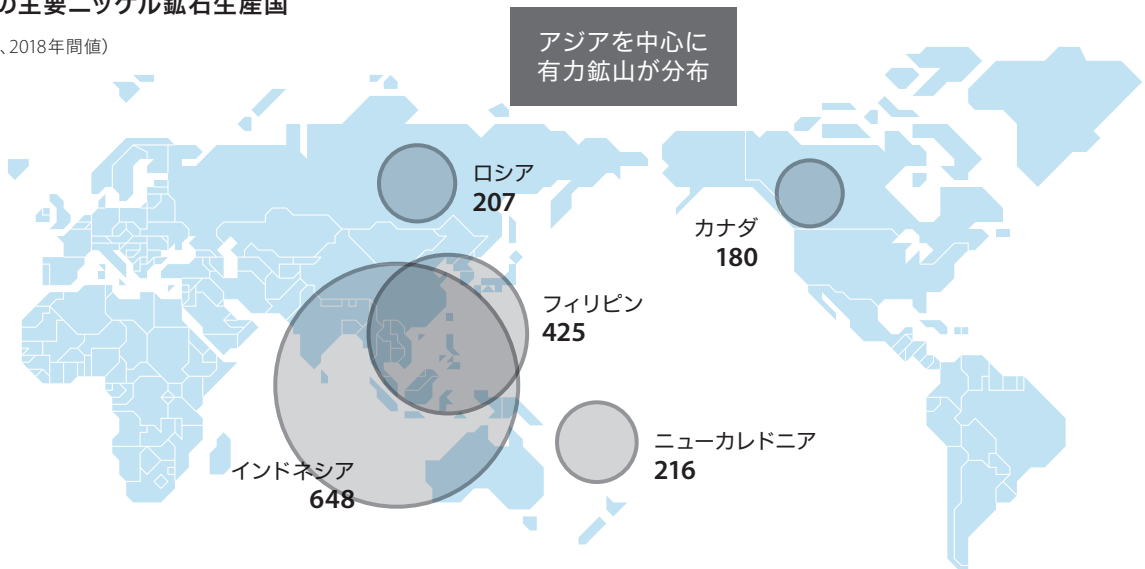 の主要ニッケル鉱石生産国
、2018年間値）
アジアを中心に
有力鉱山が分布
ロシア
207
カナダ
180
フィリピン
425
ニューカレドニア
216
インドネシア
648